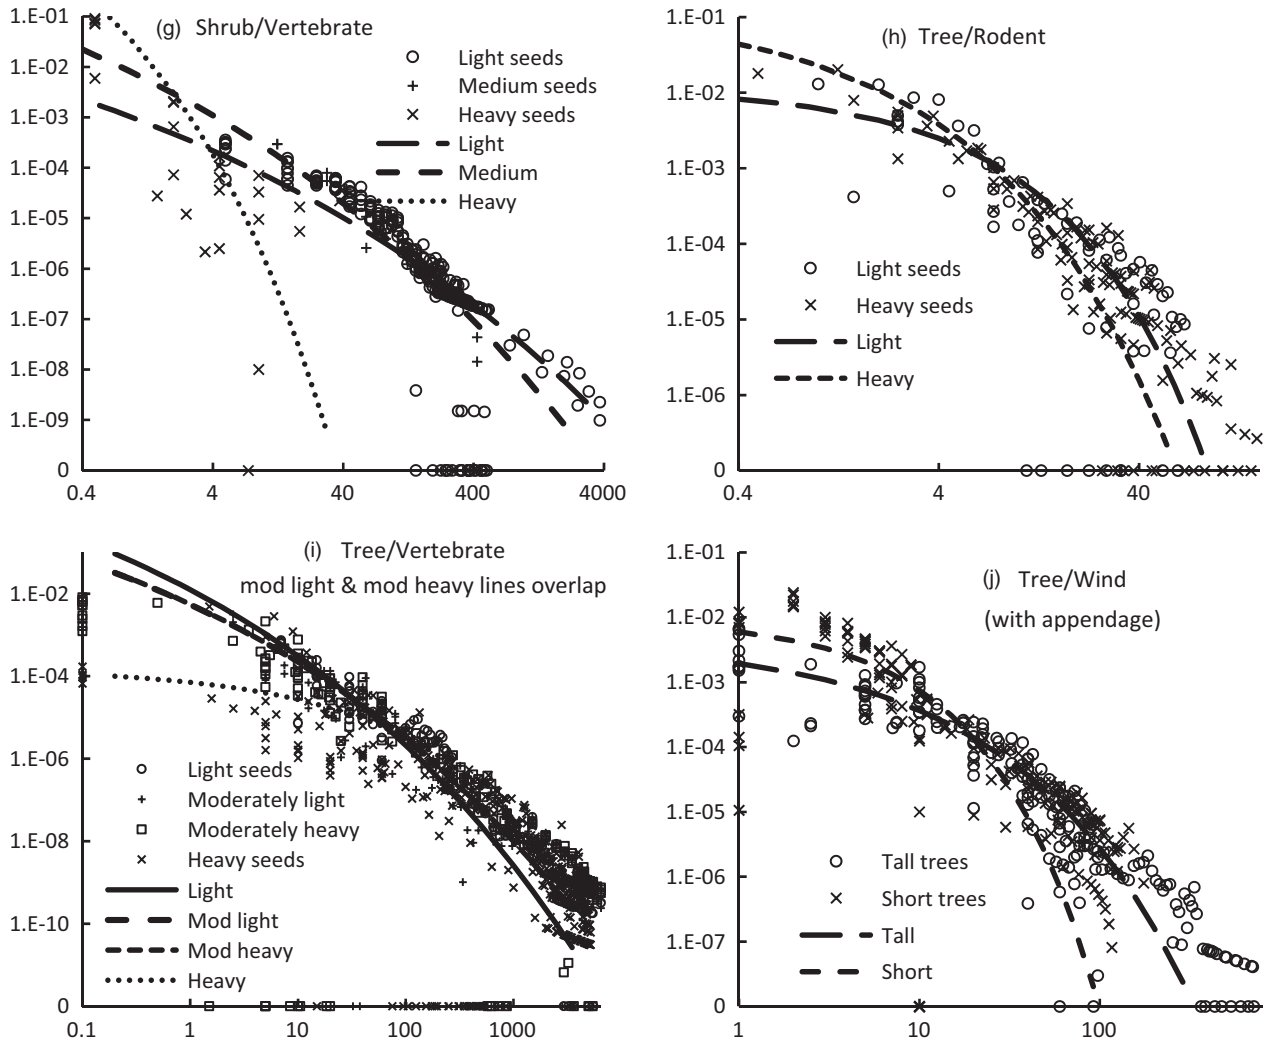 (g) Shrub/Vertebrate
1.E-01
1.E-02
1.E-03
1.E-04
1.E-05
1.E-06
1.E-07
1.E-08
1.E-09
0
Light seeds
Medium seeds
Heavy seeds
Light
Medium
Heavy
0.4 4 40 400 4000
(h) Tree/Rodent
1.E-01
1.E-02
1.E-03
1.E-04
1.E-05
1.E-06
0
Light seeds
Heavy seeds
Light
Heavy
0.4 4 40
(i) Tree/Vertebrate
mod light & mod heavy lines overlap
1.E-02
1.E-04
1.E-06
1.E-08
1.E-10
0
Light seeds
Moderately light
Moderately heavy
Heavy seeds
Light
Mod light
Mod heavy
Heavy
0.1 1 10 100 1000
(j) Tree/Wind
(with appendage)
1.E-01
1.E-02
1.E-03
1.E-04
1.E-05
1.E-06
1.E-07
0
Tall trees
Short trees
Tall
Short
1 10 100